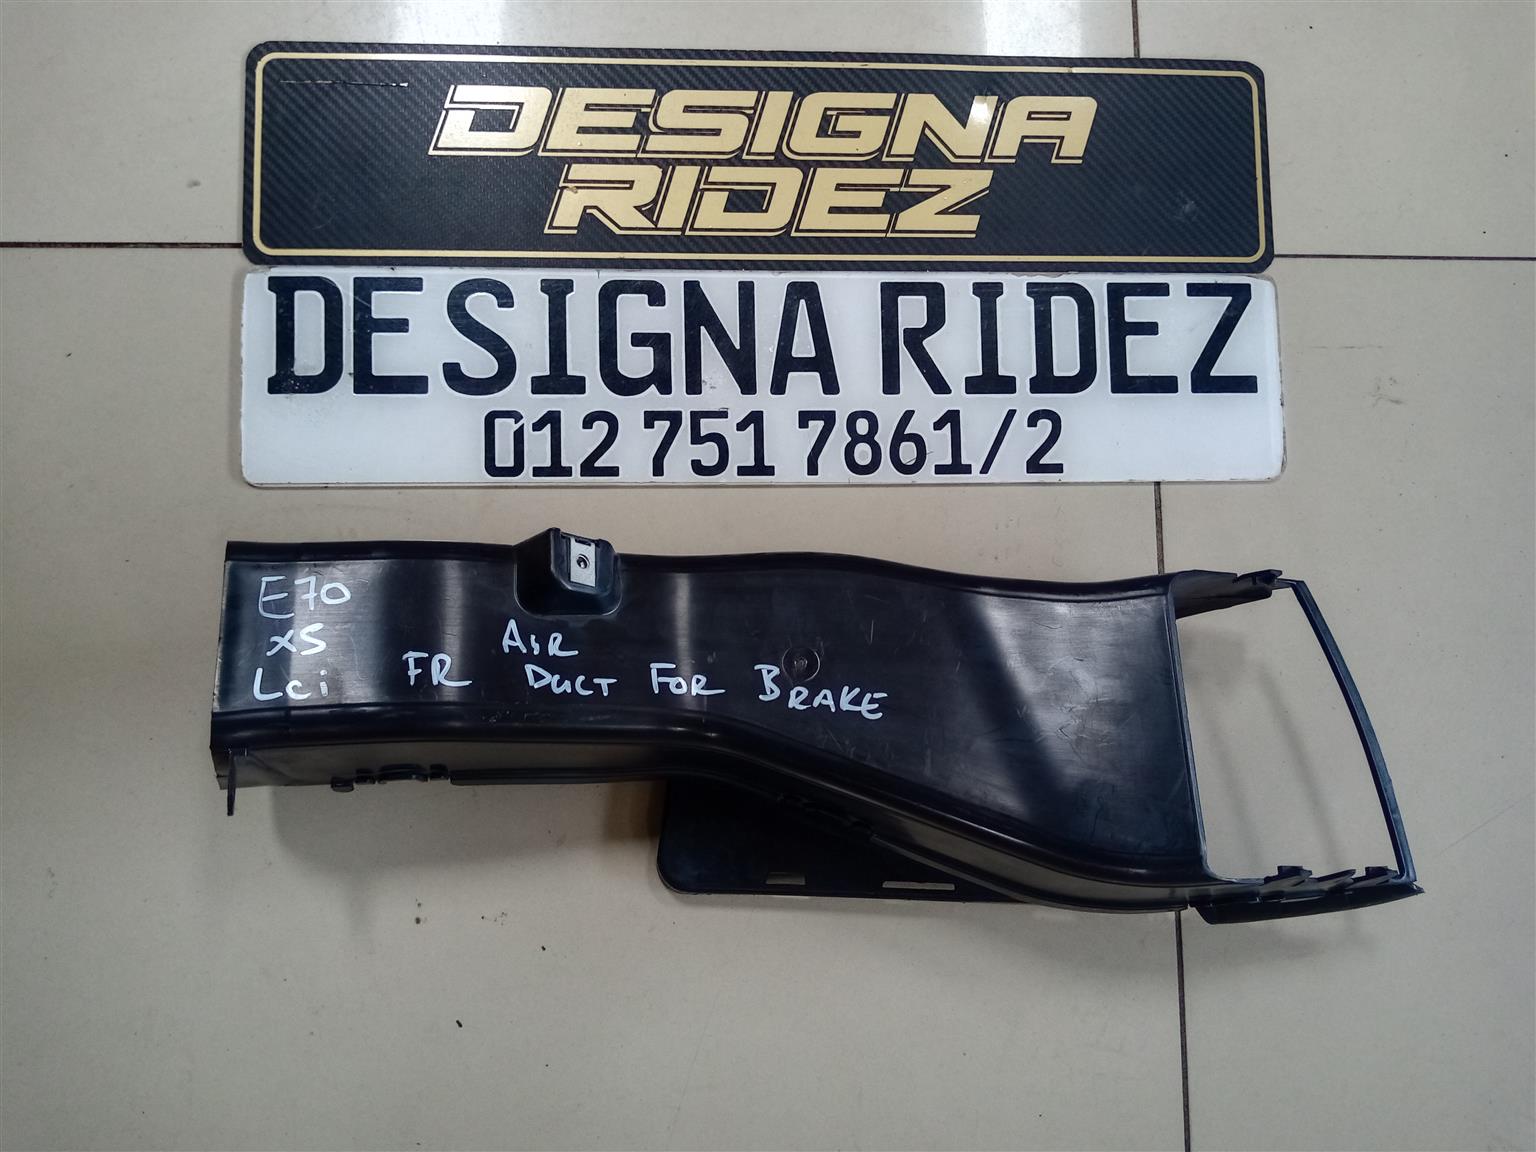 DESIGNA
RIDEZ
DESIGNA RIDEZ
012 751 7861/2
E70
X5
Lci
AIR
FR DUCT FOR BRAKE